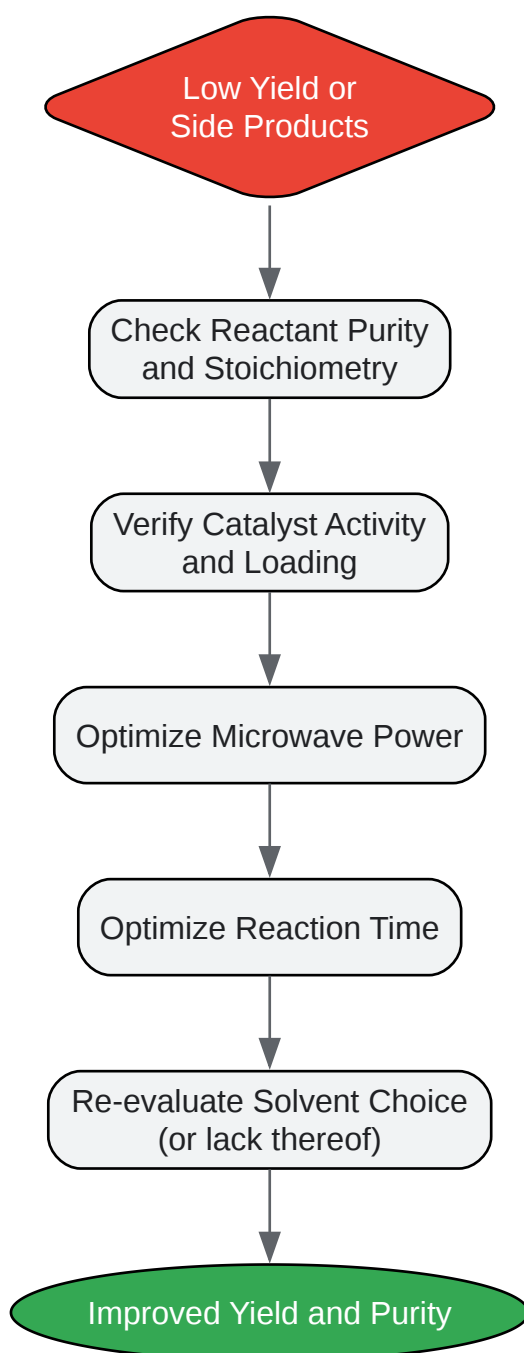 Low Yield or
Side Products
Check Reactant Purity
and Stoichiometry
Verify Catalyst Activity
and Loading
Optimize Microwave Power
Optimize Reaction Time
Re-evaluate Solvent Choice
(or lack thereof)
Improved Yield and Purity